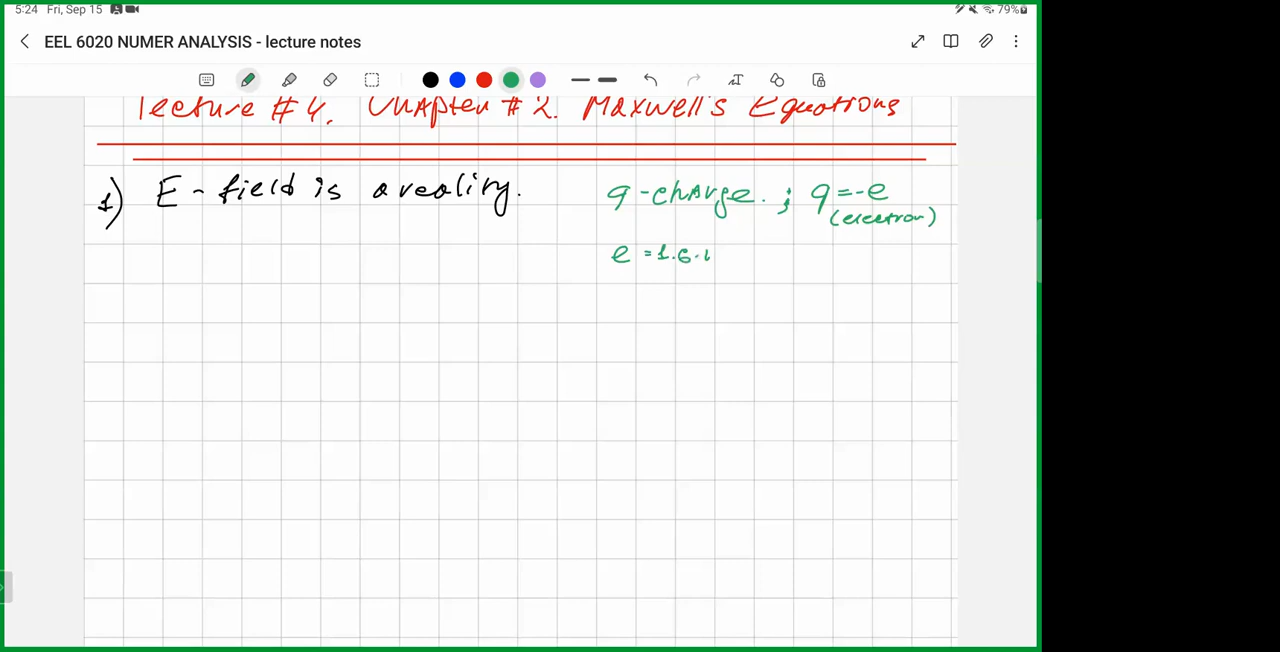 5:24 Fri, Sep 15 79%
EEL 6020 NUMER ANALYSIS - lecture notes
lecture # 4. Chapter # 2. Maxwell's Equations
1) E - field is a reality. q - charge. ; q = -e
(electron)
e = 1.6 ·